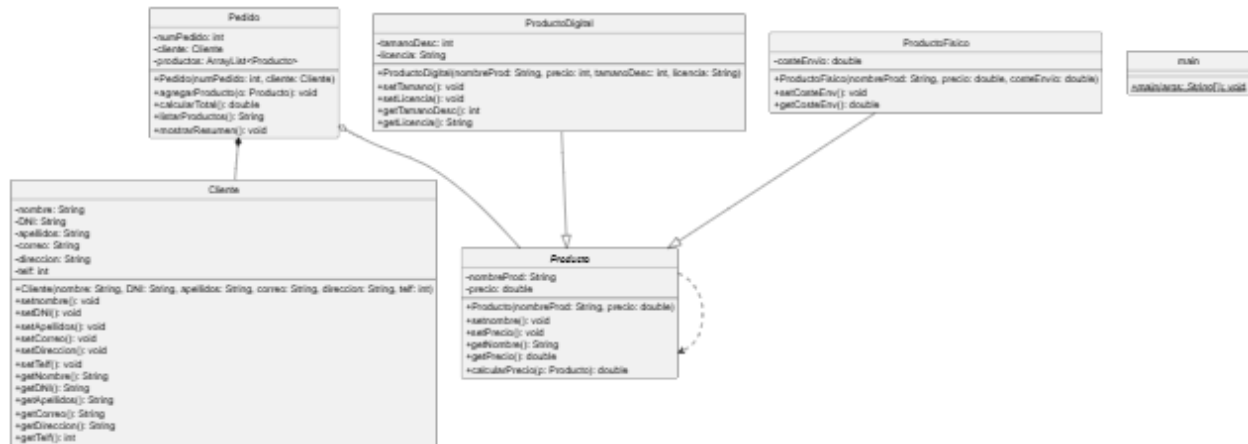 Pedido
-numPedido: int
-cliente: Cliente
-productos: ArrayList<Producto>
+Pedido(numPedido: int, cliente: Cliente)
+agregarProducto(o: Producto): void
+calcularTotal(): double
+listarProductos(): String
+mostrarResumen(): void
ProductoDigital
-tamanoDesc: int
-licencia: String
+ProductoDigital(nombreProd: String, precio: int, tamanoDesc: int, licencia: String)
+setTamano(): void
+setLicencia(): void
+getTamanoDesc(): int
+getLicencia(): String
ProductoFisico
-costeEnvio: double
+ProductoFisico(nombreProd: String, precio: double, costeEnvio: double)
+setCosteEnv(): void
+getCosteEnv(): double
main
+main(args: String[]): void
Cliente
-nombre: String
-DNI: String
-apellidos: String
-correo: String
-direccion: String
-telf: int
+Cliente(nombre: String, DNI: String, apellidos: String, correo: String, direccion: String, telf: int)
+setnombre(): void
+setDNI(): void
+setApellidos(): void
+setCorreo(): void
+setDireccion(): void
+setTelf(): void
+getNombre(): String
+getDNI(): String
+getApellidos(): String
+getCorreo(): String
+getDireccion(): String
+getTelf(): int
Producto
-nombreProd: String
-precio: double
+Producto(nombreProd: String, precio: double)
+setnombre(): void
+setPrecio(): void
+getNombre(): String
+getPrecio(): double
+calcularPrecio(p: Producto): double